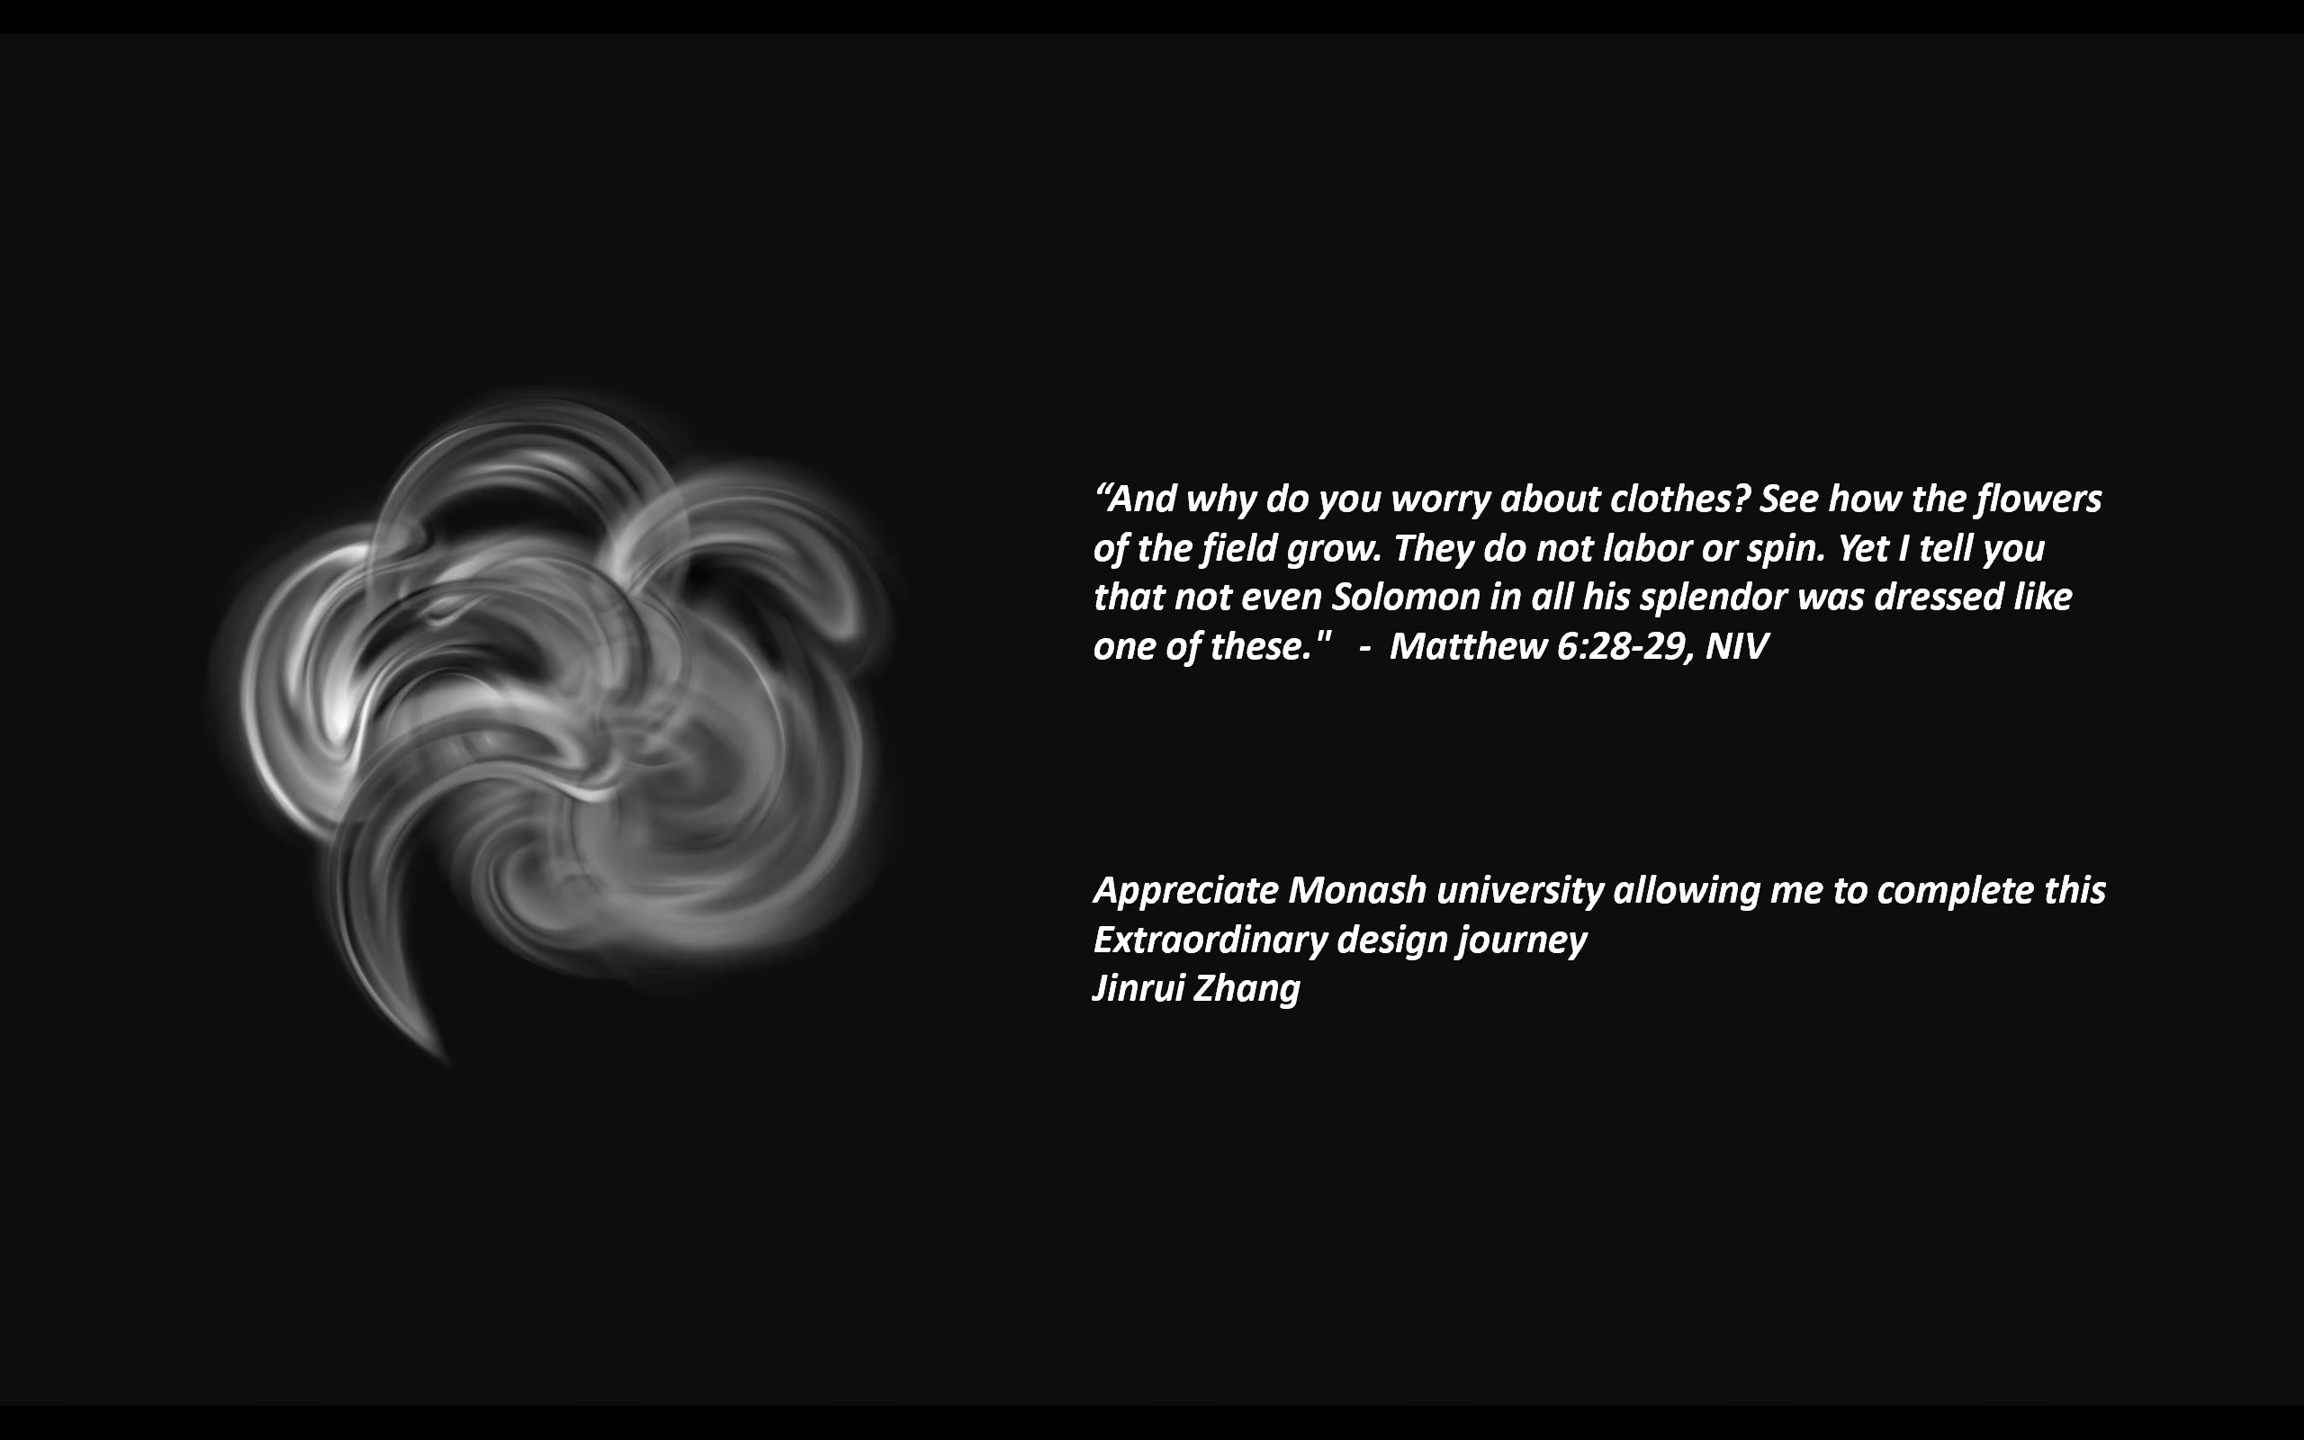 “And why do you worry about clothes? See how the flowers
of the field grow. They do not labor or spin. Yet I tell you
that not even Solomon in all his splendor was dressed like
one of these."   -  Matthew 6:28-29, NIV
Appreciate Monash university allowing me to complete this
Extraordinary design journey
Jinrui Zhang